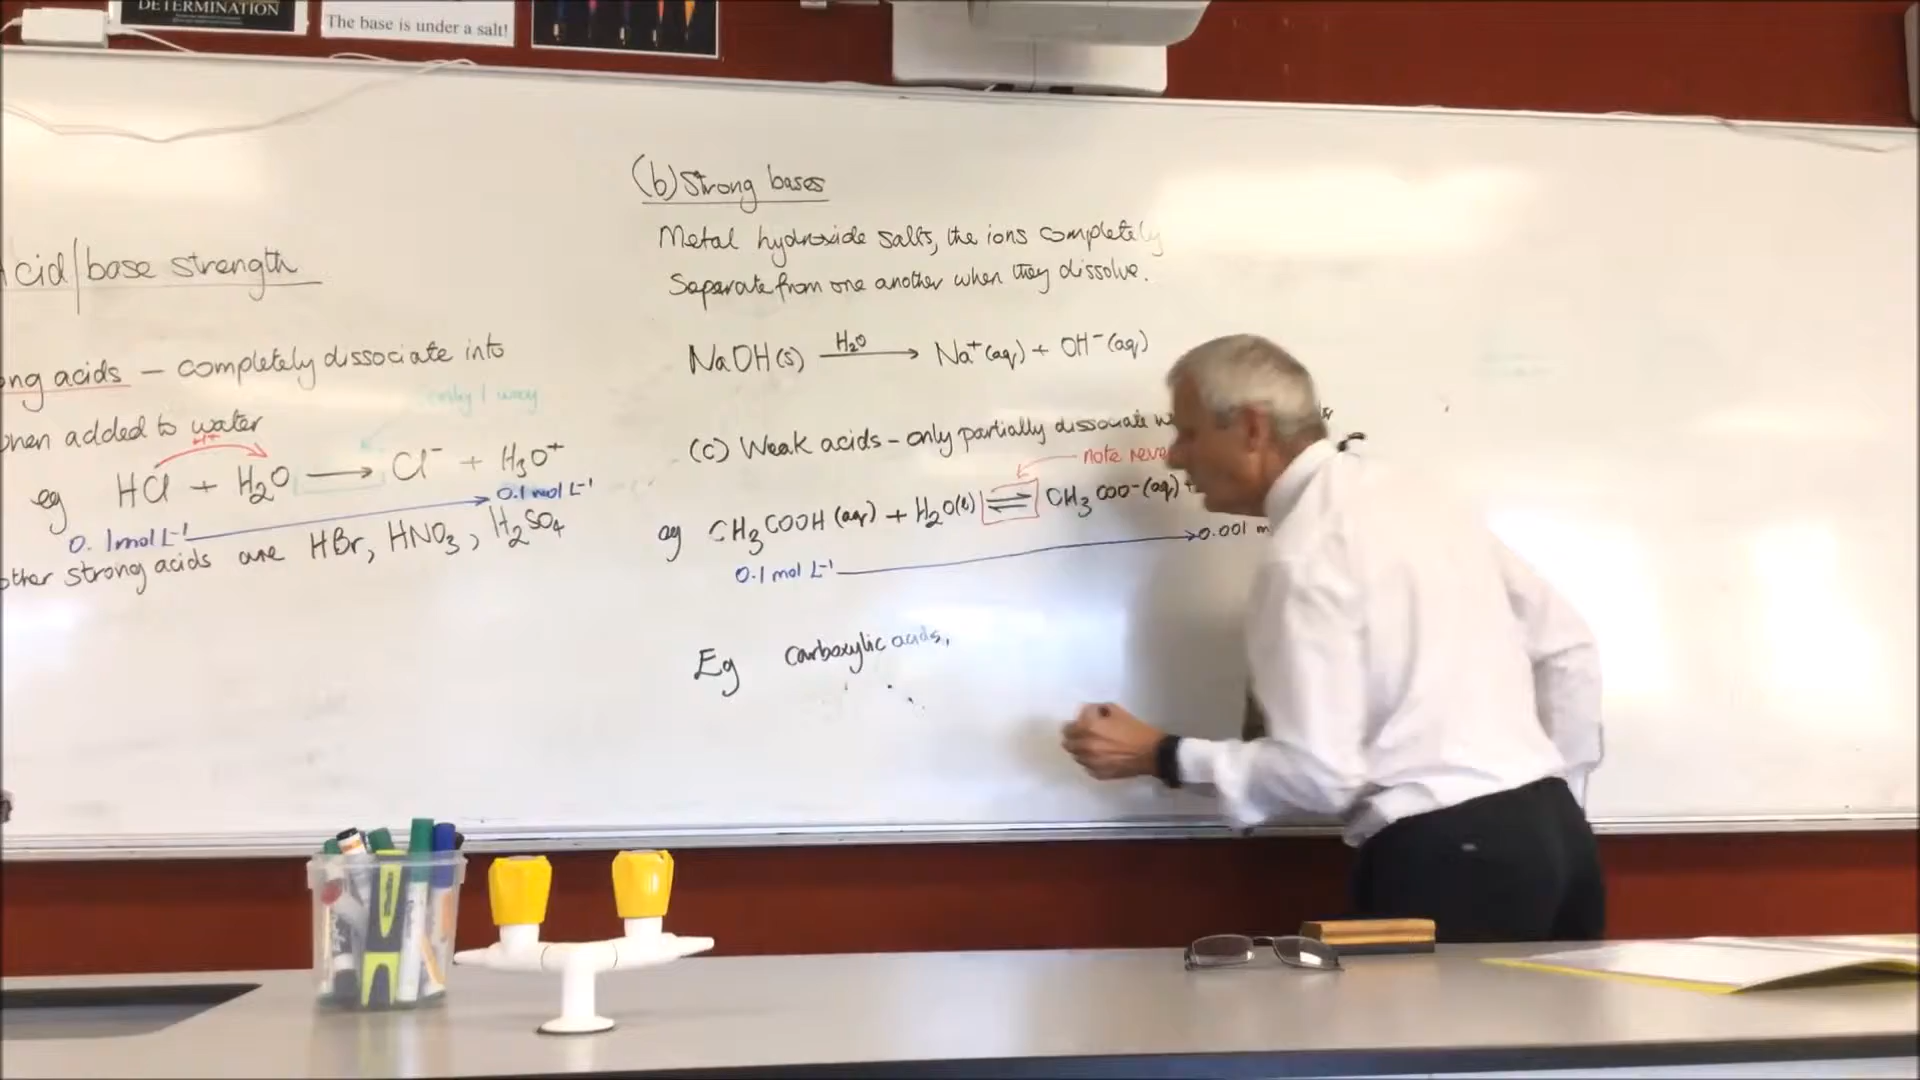 DETERMINATION
The base is under a salt!
Acid/base strength
ong acids - completely dissociate into
when added to water
only 1 way
H+
eg HCl + H₂O ⟶ Cl⁻ + H₃O⁺
0.1mol L⁻¹ 0.1 mol L⁻¹
other strong acids are HBr, HNO₃, H₂SO₄
(b) Strong bases
Metal hydroxide salts, the ions completely
Separate from one another when they dissolve.
NaOH(s) H₂O ⟶ Na⁺(aq) + OH⁻(aq)
(c) Weak acids - only partially dissociate w
note reve
eg CH₃COOH (aq) + H₂O(l) ⇌ CH₃COO⁻(aq) +
0.1 mol L⁻¹ 0.001 m
Eg carboxylic acids,